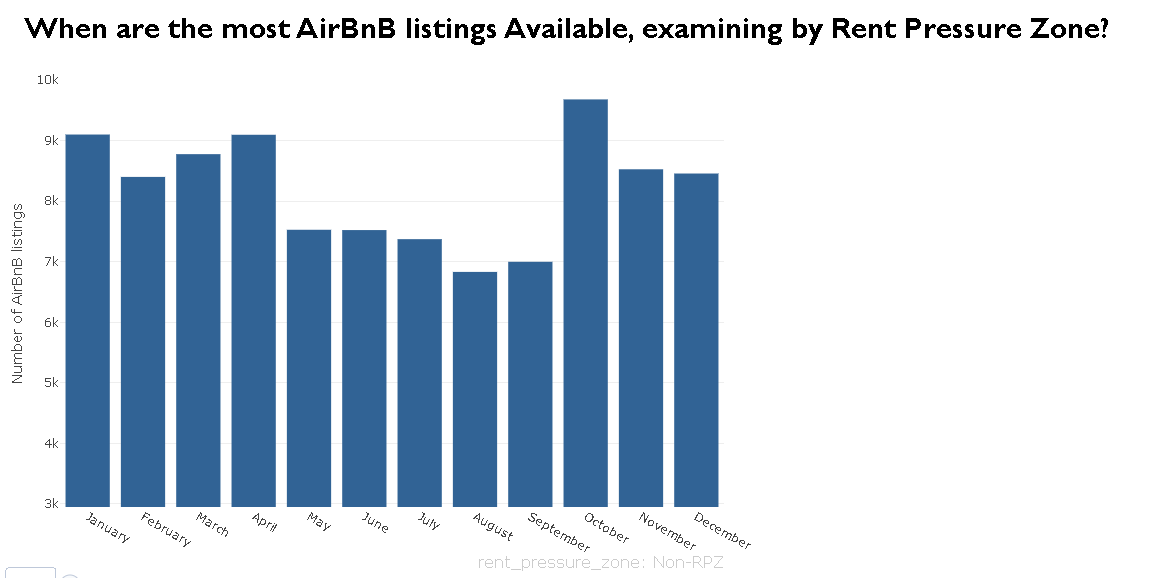 When are the most AirBnB listings Available, examining by Rent Pressure Zone?
10k
9k
8k
7k
6k
5k
4k
3k
Number of AirBnB listings
January
February
March
April
May
June
July
August
September
October
November
December
rent_pressure_zone: Non-RPZ